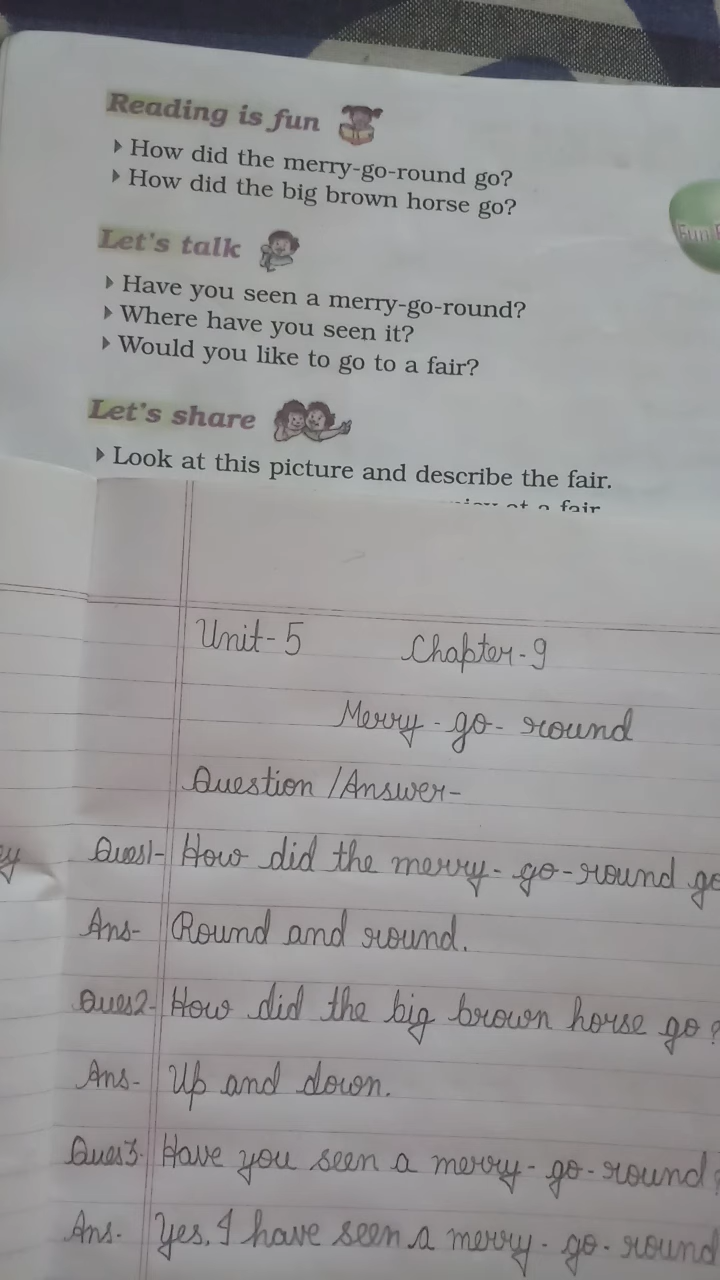 Reading is fun
How did the merry-go-round go?
How did the big brown horse go?
Fun
Let's talk
Have you seen a merry-go-round?
Where have you seen it?
Would you like to go to a fair?
Let's share
Look at this picture and describe the fair.
at a fair
Unit-5 Chapter-9
Merry-go-round
Question/Answer-
Ques1- How did the merry-go-round go
Ans- Round and round.
Ques2- How did the big brown horse go?
Ans- Up and down.
Ques3- Have you seen a merry-go-round?
Ans- Yes, I have seen a merry-go-round